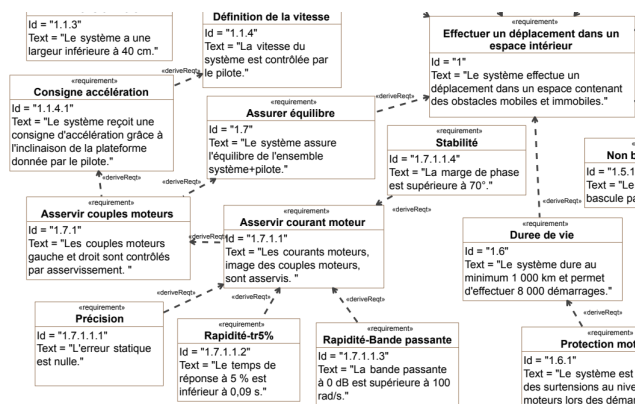 Id = "1.1.3"
Text = "Le système a une
largeur inférieure à 40 cm."
Définition de la vitesse
Id = "1.1.4"
Text = "La vitesse du
système est contrôlée par
le pilote."
«requirement»
Effectuer un déplacement dans un
espace intérieur
Id = "1"
Text = "Le système effectue un
déplacement dans un espace contenant
des obstacles mobiles et immobiles."
«deriveReqt»
«requirement»
Consigne accélération
Id = "1.1.4.1"
Text = "Le système reçoit une
consigne d'accélération grâce à
l'inclinaison de la plateforme
donnée par le pilote."
«deriveReqt»
«requirement»
Assurer équilibre
Id = "1.7"
Text = "Le système assure
l'équilibre de l'ensemble
système+pilote."
«deriveReqt»
«requirement»
Stabilité
Id = "1.7.1.1.4"
Text = "La marge de phase
est supérieure à 70°."
«deriveReqt»
«requirement»
Non b
Id = "1.5.1
Text = "Le
bascule pa
«deriveReqt»
«deriveReqt»
«requirement»
Asservir couples moteurs
Id = "1.7.1"
Text = "Les couples moteurs
gauche et droit sont contrôlés
par asservissement. "
«deriveReqt»
«requirement»
Asservir courant moteur
Id = "1.7.1.1"
Text = "Les courants moteurs,
image des couples moteurs,
sont asservis. "
«deriveReqt»
«requirement»
Duree de vie
Id = "1.6"
Text = "Le système dure au
minimum 1 000 km et permet
d'effectuer 8 000 démarrages."
«deriveReqt»
«deriveReqt»
«deriveReqt»
«deriveReqt»
«requirement»
Précision
Id = "1.7.1.1.1"
Text = "L'erreur statique
est nulle."
«requirement»
Rapidité-tr5%
Id = "1.7.1.1.2"
Text = "Le temps de
réponse à 5 % est
inférieur à 0,09 s."
«requirement»
Rapidité-Bande passante
Id = "1.7.1.1.3"
Text = "La bande passante
à 0 dB est supérieure à 100
rad/s."
«requirement»
Protection mot
Id = "1.6.1"
Text = "Le système est
des surtensions au nive
moteurs lors des démar